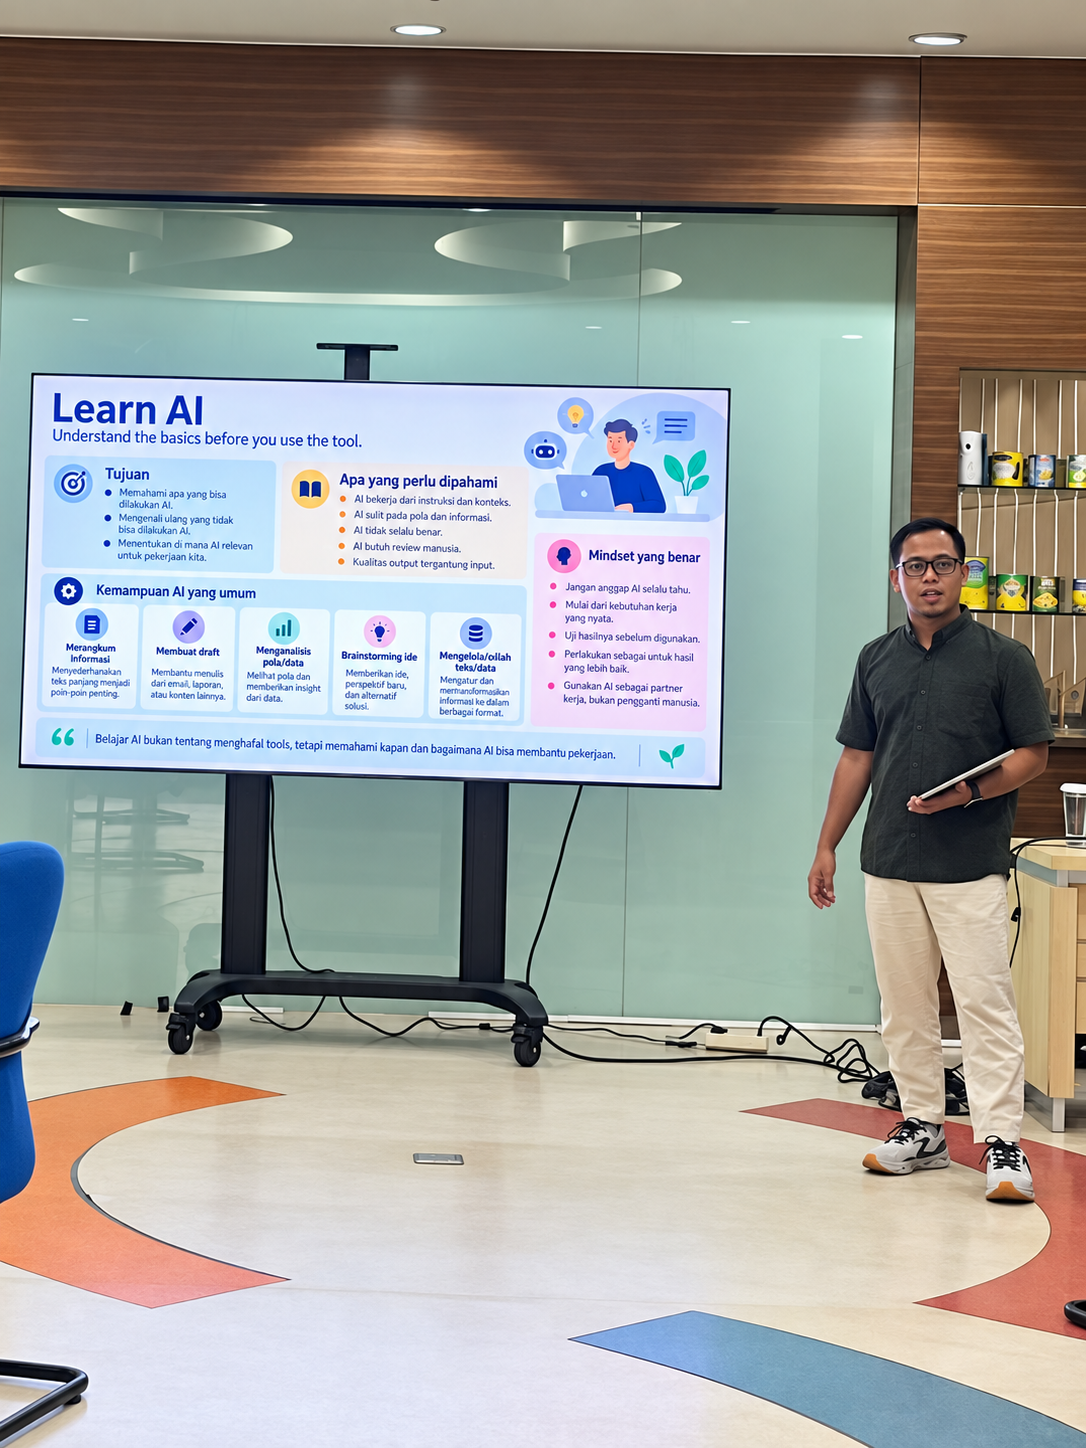 Learn AI
Understand the basics before you use the tool.
Tujuan
Memahami apa yang bisa
dilakukan AI.
Mengenali ulang yang tidak
bisa dilakukan AI.
Menentukan di mana AI relevan
untuk pekerjaan kita.
Apa yang perlu dipahami
AI bekerja dari instruksi dan konteks.
AI sulit pada pola dan informasi.
AI tidak selalu benar.
AI butuh review manusia.
Kualitas output tergantung input.
Mindset yang benar
Jangan anggap AI selalu tahu.
Mulai dari kebutuhan kerja
yang nyata.
Uji hasilnya sebelum digunakan.
Perlakukan sebagai untuk hasil
yang lebih baik.
Gunakan AI sebagai partner
kerja, bukan pengganti manusia.
Kemampuan AI yang umum
Merangkum
informasi
Menyederhanakan
teks panjang menjadi
poin-poin penting.
Membuat draft
Membantu menulis
dari email, laporan,
atau konten lainnya.
Menganalisis
pola/data
Melihat pola dan
memberikan insight
dari data.
Brainstorming ide
Memberikan ide,
perspektif baru,
dan alternatif
solusi.
teks/data
Mengatur dan
informasi ke dalam
berbagai format.
Belajar AI bukan tentang menghafal tools, tetapi memahami kapan dan bagaimana AI bisa membantu pekerjaan.